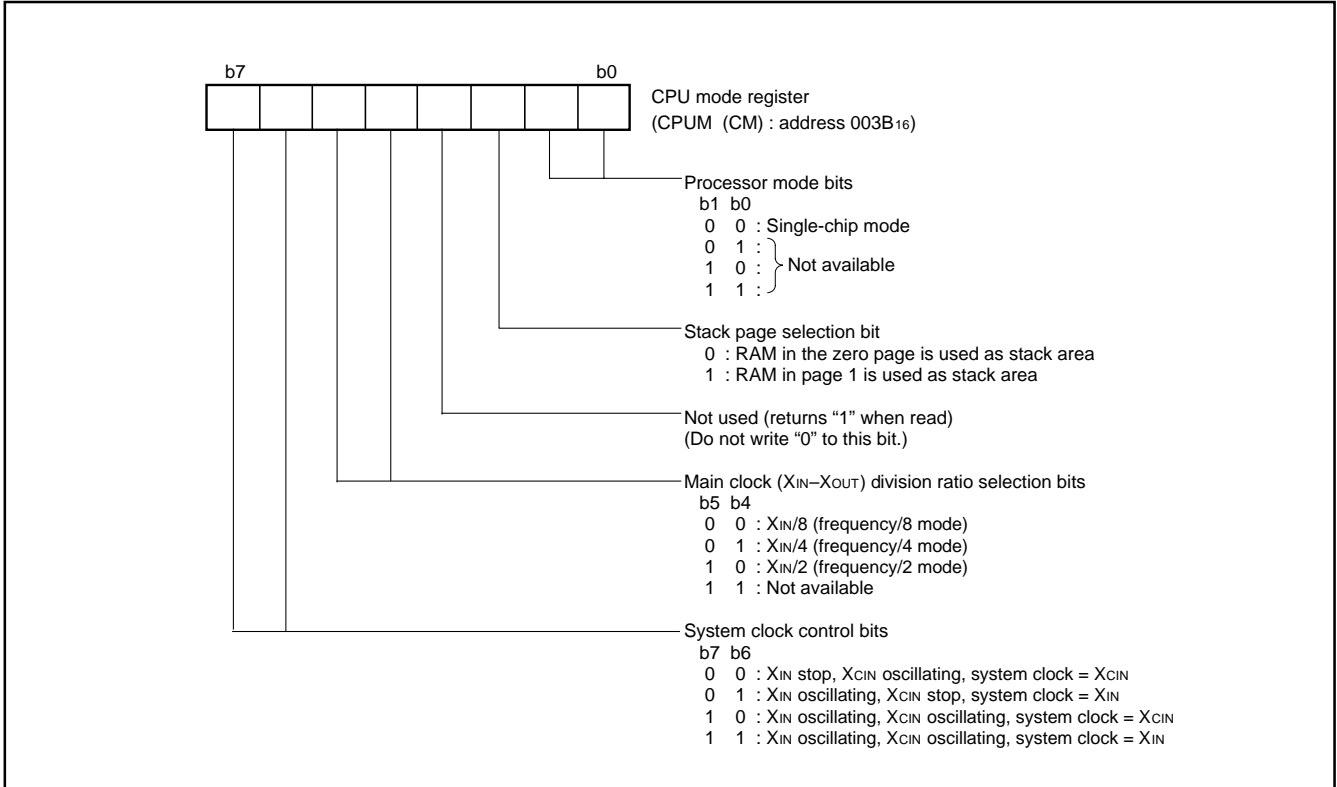 b7 b0
CPU mode register
(CPUM (CM) : address 003B16)
Processor mode bits
b1 b0
0 0 : Single-chip mode
0 1 :
1 0 : Not available
1 1 :
Stack page selection bit
0 : RAM in the zero page is used as stack area
1 : RAM in page 1 is used as stack area
Not used (returns “1” when read)
(Do not write “0” to this bit.)
Main clock (XIN–XOUT) division ratio selection bits
b5 b4
0 0 : XIN/8 (frequency/8 mode)
0 1 : XIN/4 (frequency/4 mode)
1 0 : XIN/2 (frequency/2 mode)
1 1 : Not available
System clock control bits
b7 b6
0 0 : XIN stop, XCIN oscillating, system clock = XCIN
0 1 : XIN oscillating, XCIN stop, system clock = XIN
1 0 : XIN oscillating, XCIN oscillating, system clock = XCIN
1 1 : XIN oscillating, XCIN oscillating, system clock = XIN